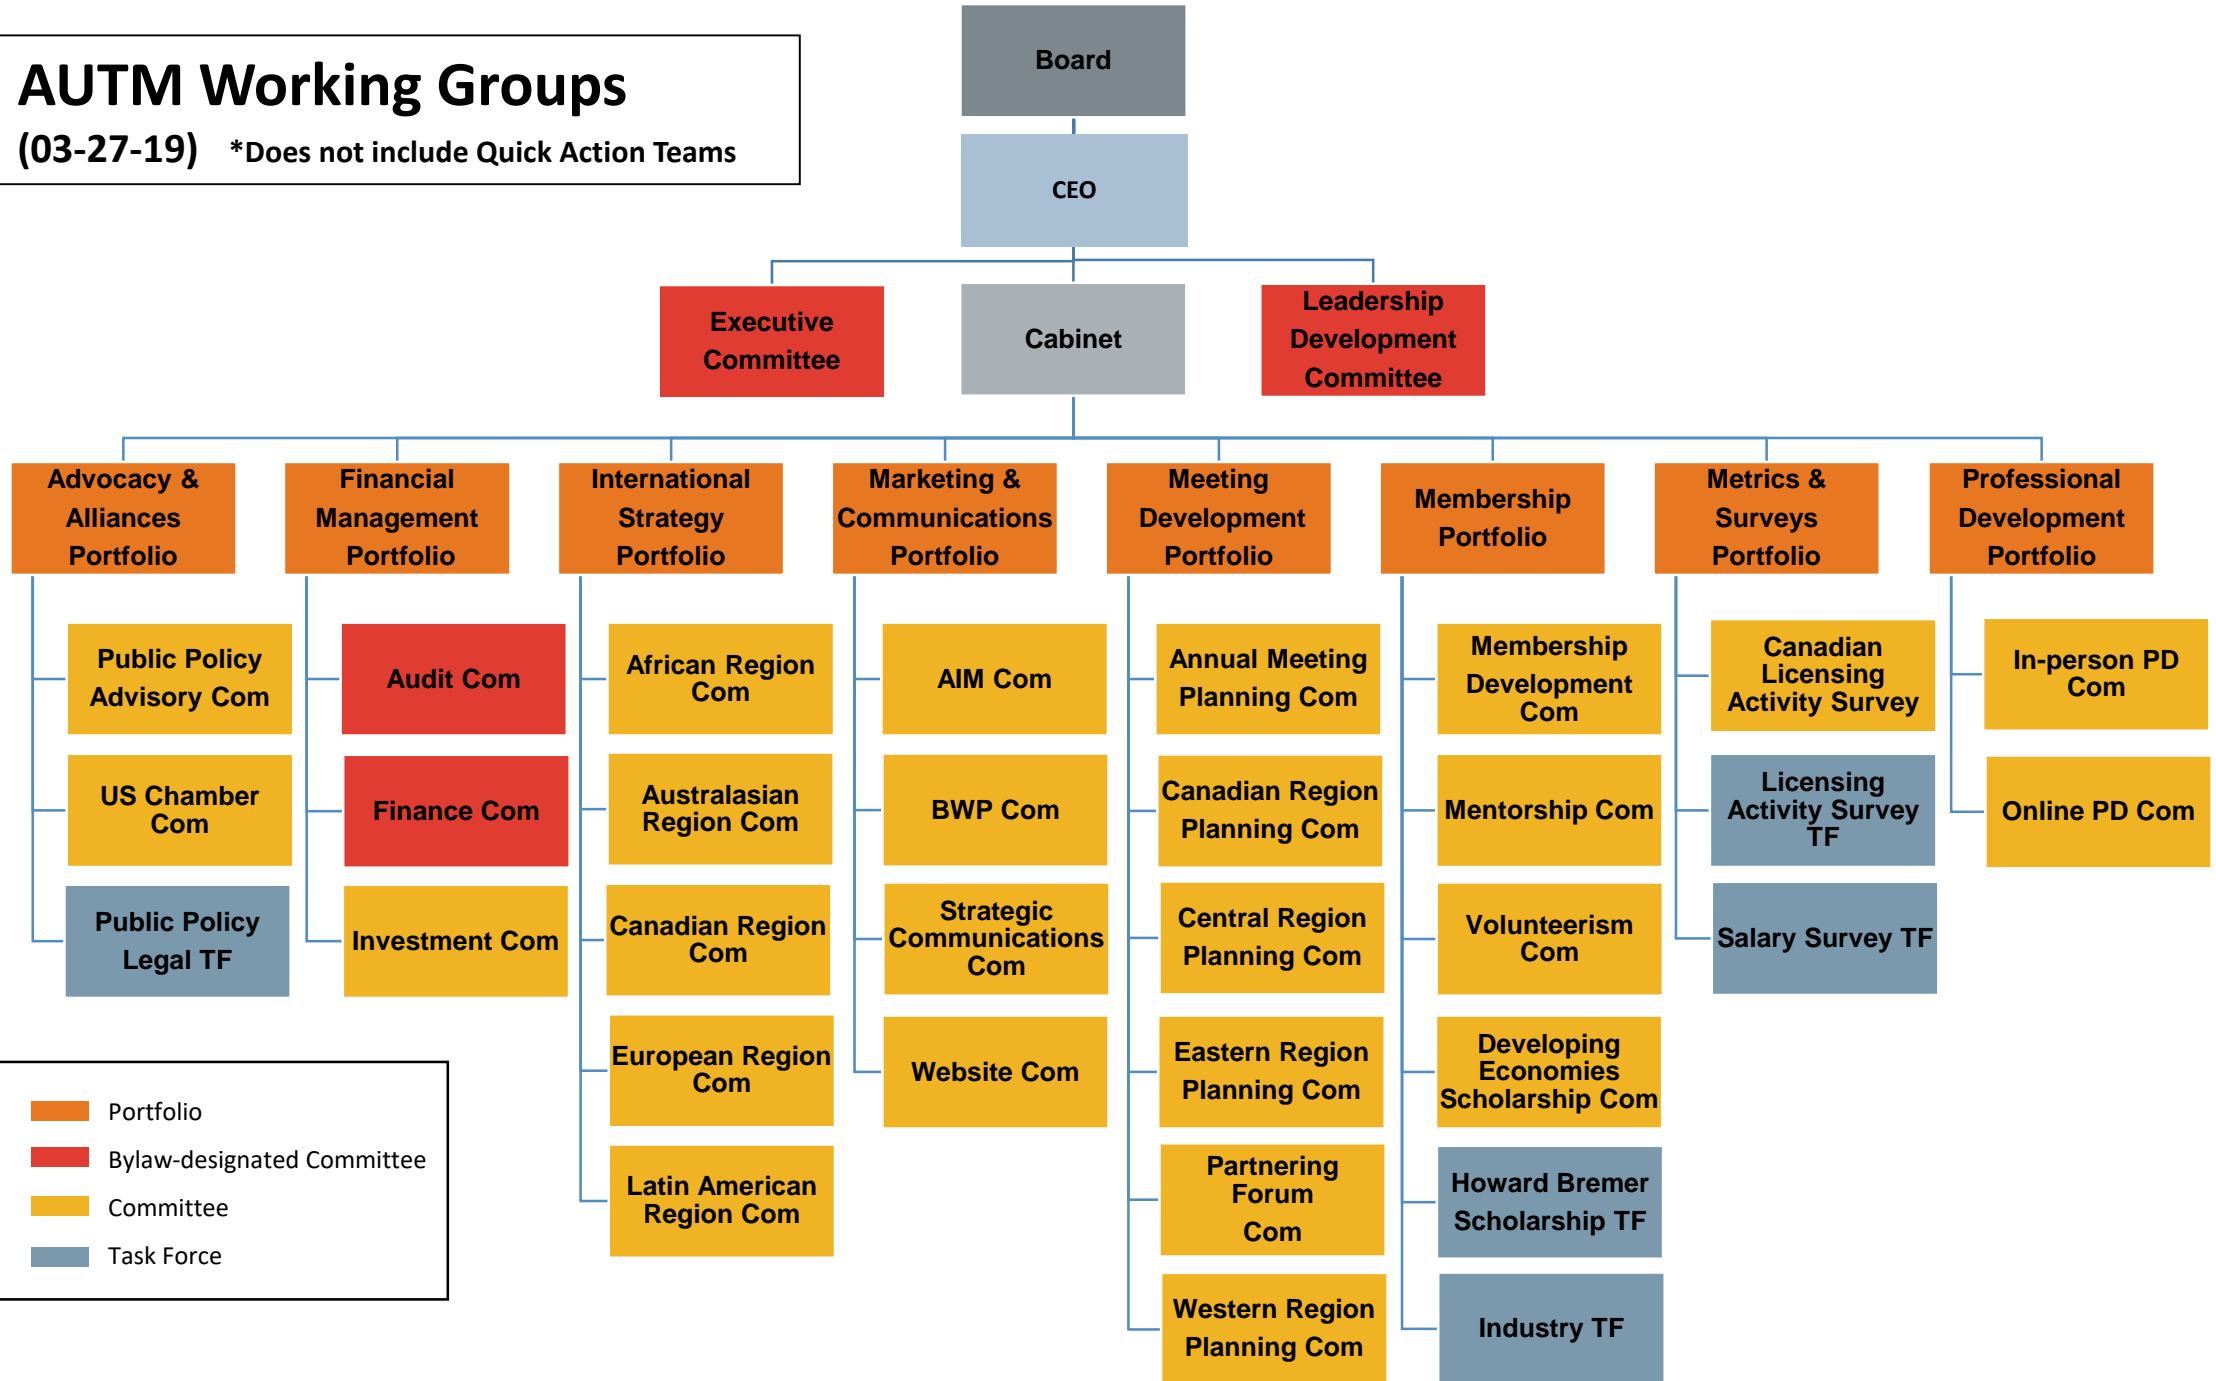 AUTM Working Groups
(03-27-19) *Does not include Quick Action Teams
Board
CEO
Executive
Committee
Cabinet
Leadership
Development
Committee
Advocacy &
Alliances
Portfolio
Financial
Management
Portfolio
International
Strategy
Portfolio
Marketing &
Communications
Portfolio
Meeting
Development
Portfolio
Membership
Portfolio
Metrics &
Surveys
Portfolio
Professional
Development
Portfolio
Public Policy
Advisory Com
US Chamber
Com
Public Policy
Legal TF
Audit Com
Finance Com
Investment Com
African Region
Com
Australasian
Region Com
Canadian Region
Com
European Region
Com
Latin American
Region Com
AIM Com
BWP Com
Strategic
Communications
Com
Website Com
Annual Meeting
Planning Com
Canadian Region
Planning Com
Central Region
Planning Com
Eastern Region
Planning Com
Partnering
Forum
Com
Western Region
Planning Com
Membership
Development
Com
Mentorship Com
Volunteerism
Com
Developing
Economies
Scholarship Com
Howard Bremer
Scholarship TF
Industry TF
Canadian
Licensing
Activity Survey
Licensing
Activity Survey
TF
Salary Survey TF
In-person PD
Com
Online PD Com
Portfolio
Bylaw-designated Committee
Committee
Task Force